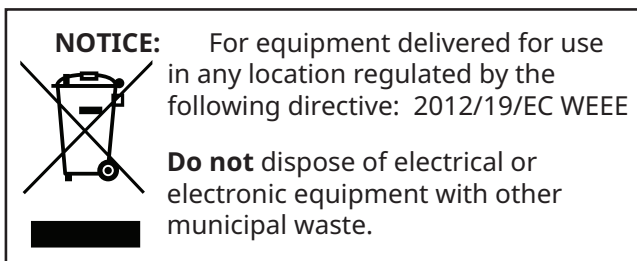 NOTICE: For equipment delivered for use
in any location regulated by the
following directive: 2012/19/EC WEEE
Do not dispose of electrical or
electronic equipment with other
municipal waste.